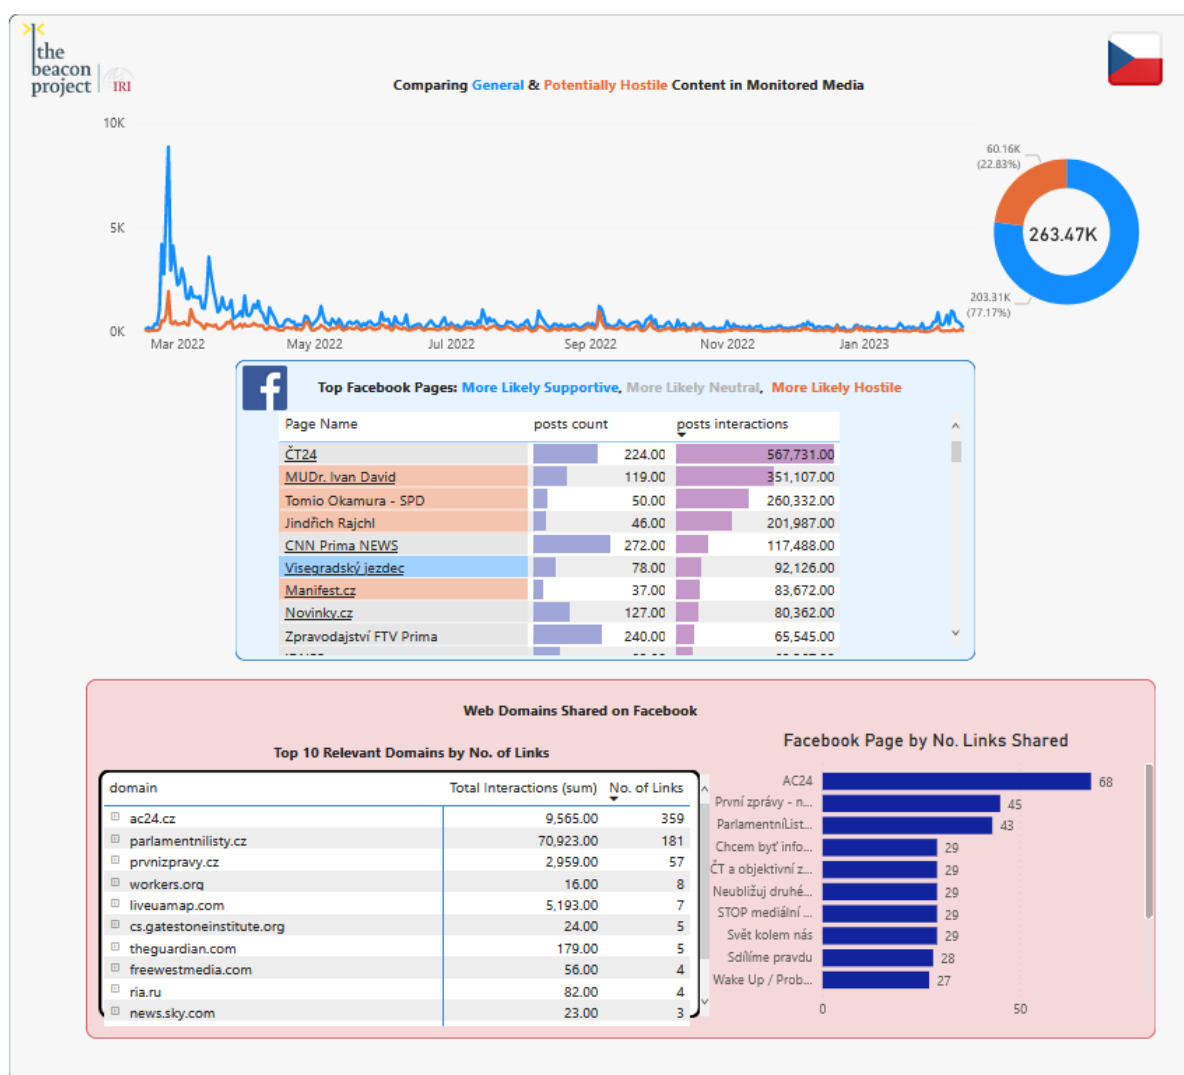 the
beacon
project
IRI
Comparing General & Potentially Hostile Content in Monitored Media
10K
5K
0K
Mar 2022 May 2022 Jul 2022 Sep 2022 Nov 2022 Jan 2023
60.16K
(22.83%)
263.47K
203.31K
(77.17%)
Top Facebook Pages: More Likely Supportive, More Likely Neutral, More Likely Hostile
Page Name posts count posts interactions
ČT24 224.00 567,731.00
MUDr. Ivan David 119.00 351,107.00
Tomio Okamura - SPD 50.00 260,332.00
Jindřich Rajchl 46.00 201,987.00
CNN Prima NEWS 272.00 117,488.00
Visegradský jezdec 78.00 92,126.00
Manifest.cz 37.00 83,672.00
Novinky.cz 127.00 80,362.00
Zpravodajství FTV Prima 240.00 65,545.00
Web Domains Shared on Facebook
Top 10 Relevant Domains by No. of Links
domain Total Interactions (sum) No. of Links
ac24.cz 9,565.00 359
parlamentnilisty.cz 70,923.00 181
prvnizpravy.cz 2,959.00 57
workers.org 16.00 8
liveuamap.com 5,193.00 7
cs.gatestoneinstitute.org 24.00 5
theguardian.com 179.00 5
freewestmedia.com 56.00 4
ria.ru 82.00 4
news.sky.com 23.00 3
Facebook Page by No. Links Shared
AC24 68
První zprávy - n... 45
ParlamentníList... 43
Chcem byť info... 29
ČT a objektivní z... 29
Neubližuj druhé... 29
STOP mediální ... 29
Svět kolem nás 29
Sdílíme pravdu 28
Wake Up / Prob... 27
0 50